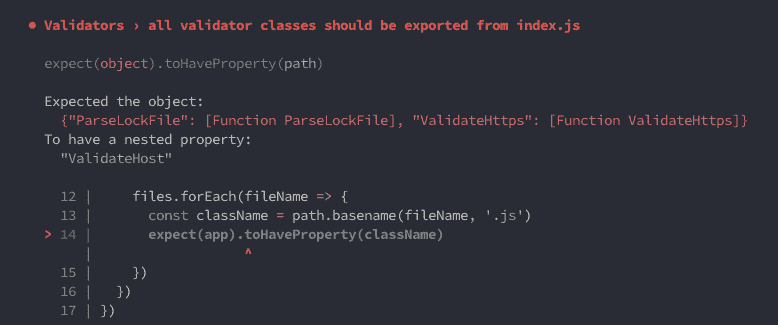 ● Validators › all validator classes should be exported from index.js
expect(object).toHaveProperty(path)
Expected the object:
{"ParseLockFile": [Function ParseLockFile], "ValidateHttps": [Function ValidateHttps]}
To have a nested property:
"ValidateHost"
12 | files.forEach(fileName => {
13 | const className = path.basename(fileName, '.js')
> 14 | expect(app).toHaveProperty(className)
| ^
15 | })
16 | })
17 | })